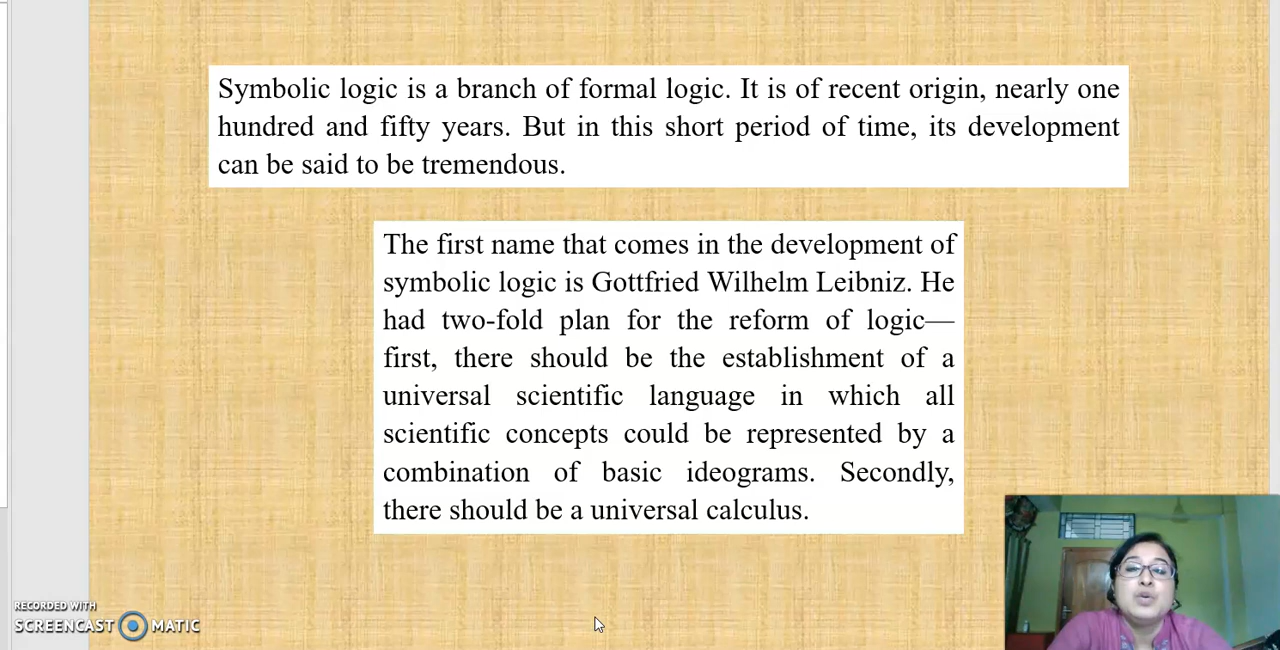 Symbolic logic is a branch of formal logic. It is of recent origin, nearly one
hundred and fifty years. But in this short period of time, its development
can be said to be tremendous.
The first name that comes in the development of
symbolic logic is Gottfried Wilhelm Leibniz. He
had two-fold plan for the reform of logic—
first, there should be the establishment of a
universal scientific language in which all
scientific concepts could be represented by a
combination of basic ideograms. Secondly,
there should be a universal calculus.
RECORDED WITH
SCREENCAST MATIC